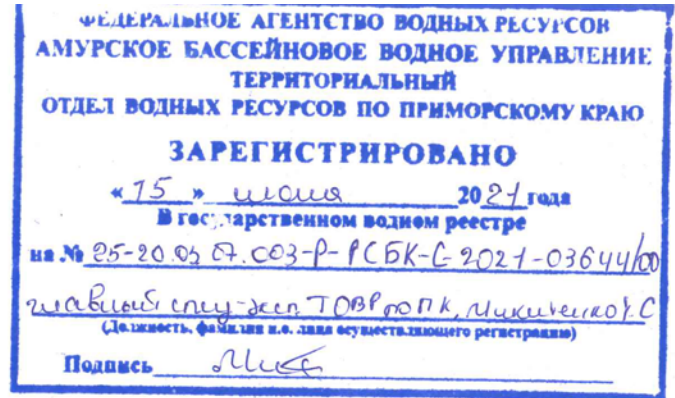 ФЕДЕРАЛЬНОЕ АГЕНТСТВО ВОДНЫХ РЕСУРСОВ
АМУРСКОЕ БАССЕЙНОВОЕ ВОДНОЕ УПРАВЛЕНИЕ
ТЕРРИТОРИАЛЬНЫЙ
ОТДЕЛ ВОДНЫХ РЕСУРСОВ ПО ПРИМОРСКОМУ КРАЮ
ЗАРЕГИСТРИРОВАНО
« 15 » 2021 года
В государственном водном реестре
на № 25-20.03.07.003-Р-РСБК-С-2021-03644/00
главный спец-эксп. ТОВР по ПК,
(Должность, фамилия и.о. лица осуществляющего регистрацию)
Подпись